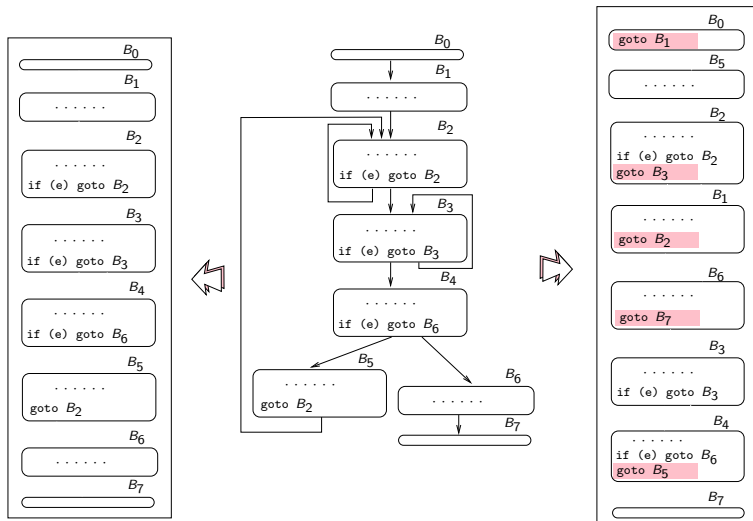 B0
B1
......
B2
......
if (e) goto B2
B3
......
if (e) goto B3
B4
......
if (e) goto B6
B5
......
goto B2
B6
......
B7
B0
B1
......
B2
......
if (e) goto B2
B3
......
if (e) goto B3
B4
......
if (e) goto B6
B5
......
goto B2
B6
......
B7
B0
goto B1
B5
......
B2
......
if (e) goto B2
goto B3
B1
......
goto B2
B6
......
goto B7
B3
......
if (e) goto B3
B4
......
if (e) goto B6
goto B5
B7